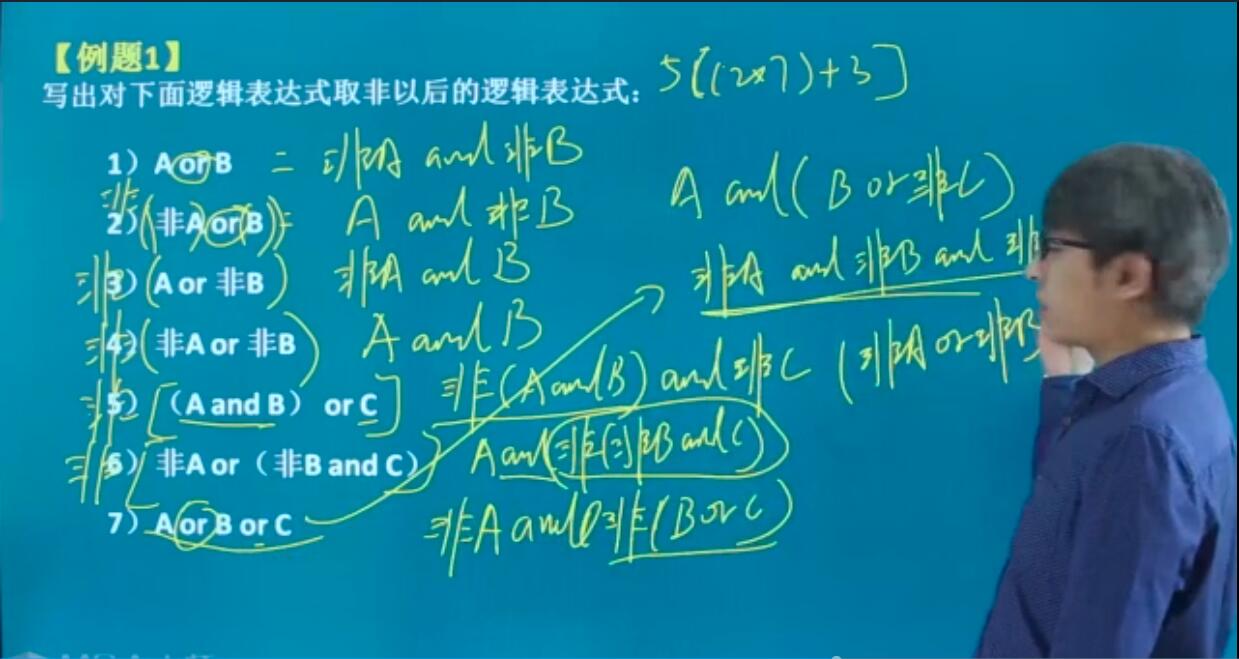 【例题1】
写出对下面逻辑表达式取非以后的逻辑表达式： 5[(2×7)+3]
1）A or B = 非A and 非B
非
2）(非A or B)= A and 非B
A and (B or 非C)
非 3）(A or 非B) 非A and B
非A and 非B and 非
非 4）(非A or 非B) A and B
非 5）[（A and B） or C] 非(A and B) and 非C (非A or 非B
非 6）[非A or（非B and C）] A and (非(非B and C))
7）A or B or C 非A and 非(B or C)